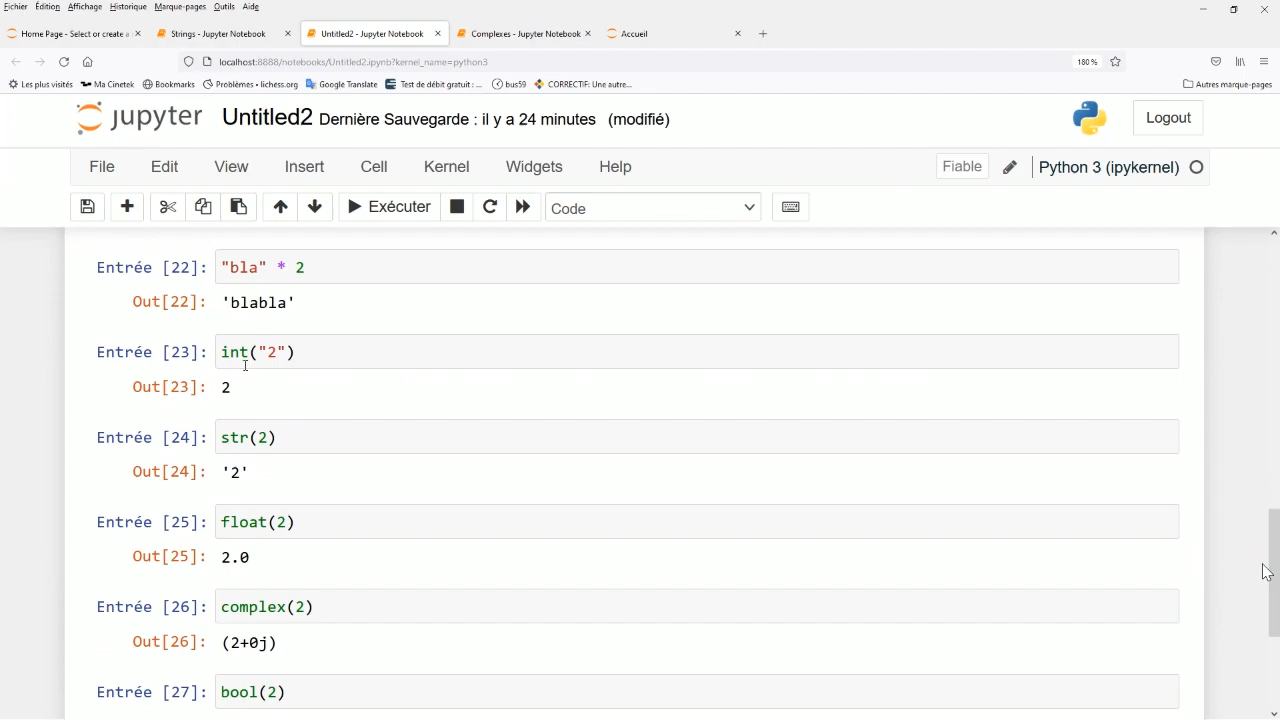 Fichier Édition Affichage Historique Marque-pages Outils Aide
Home Page - Select or create a Strings - Jupyter Notebook Untitled2 - Jupyter Notebook Complexes - Jupyter Notebook Accueil
localhost:8888/notebooks/Untitled2.ipynb?kernel_name=python3 180 %
Les plus visités Ma Cinetek Bookmarks Problèmes • lichess.org Google Translate Test de débit gratuit : ... bus59 CORRECTIF: Une autre... Autres marque-pages
jupyter Untitled2 Dernière Sauvegarde : il y a 24 minutes (modifié) Logout
File Edit View Insert Cell Kernel Widgets Help Fiable Python 3 (ipykernel)
Exécuter Code
Entrée [22]: "bla" * 2
Out[22]: 'blabla'
Entrée [23]: int("2")
Out[23]: 2
Entrée [24]: str(2)
Out[24]: '2'
Entrée [25]: float(2)
Out[25]: 2.0
Entrée [26]: complex(2)
Out[26]: (2+0j)
Entrée [27]: bool(2)